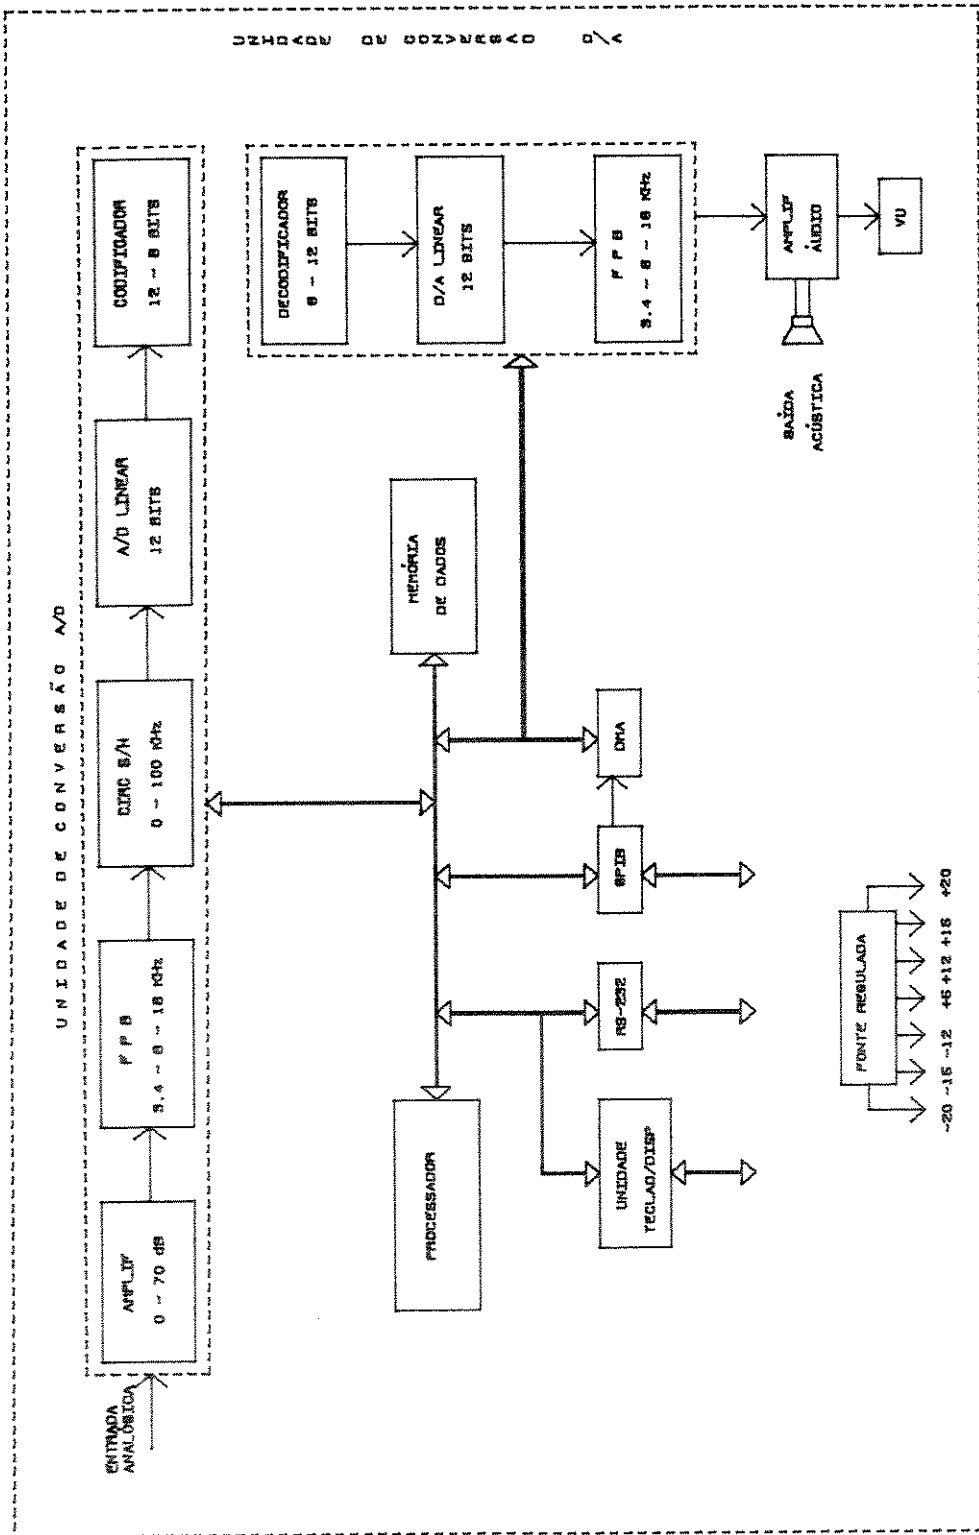 UNIDADE DE CONVERSÃO A/D
ENTRADA
ANALÓGICA
AMPLIF
0 - 70 dB
F P B
3.4 - 8 - 16 KHz
CIRC S/H
0 - 100 KHz
A/D LINEAR
12 BITS
CODIFICADOR
12 - 8 BITS
UNIDADE DE CONVERSAO D/A
DECODIFICADOR
8 - 12 BITS
D/A LINEAR
12 BITS
F P B
3.4 - 8 - 16 KHz
AMPLIF
ÁUDIO
VU
SAÍDA
ACÚSTICA
PROCESSADOR
MEMÓRIA
DE DADOS
UNIDADE
TECLAD/DISP
RS-232
GPIB
DMA
FONTE REGULADA
-20 -15 -12 +5 +12 +15 +20